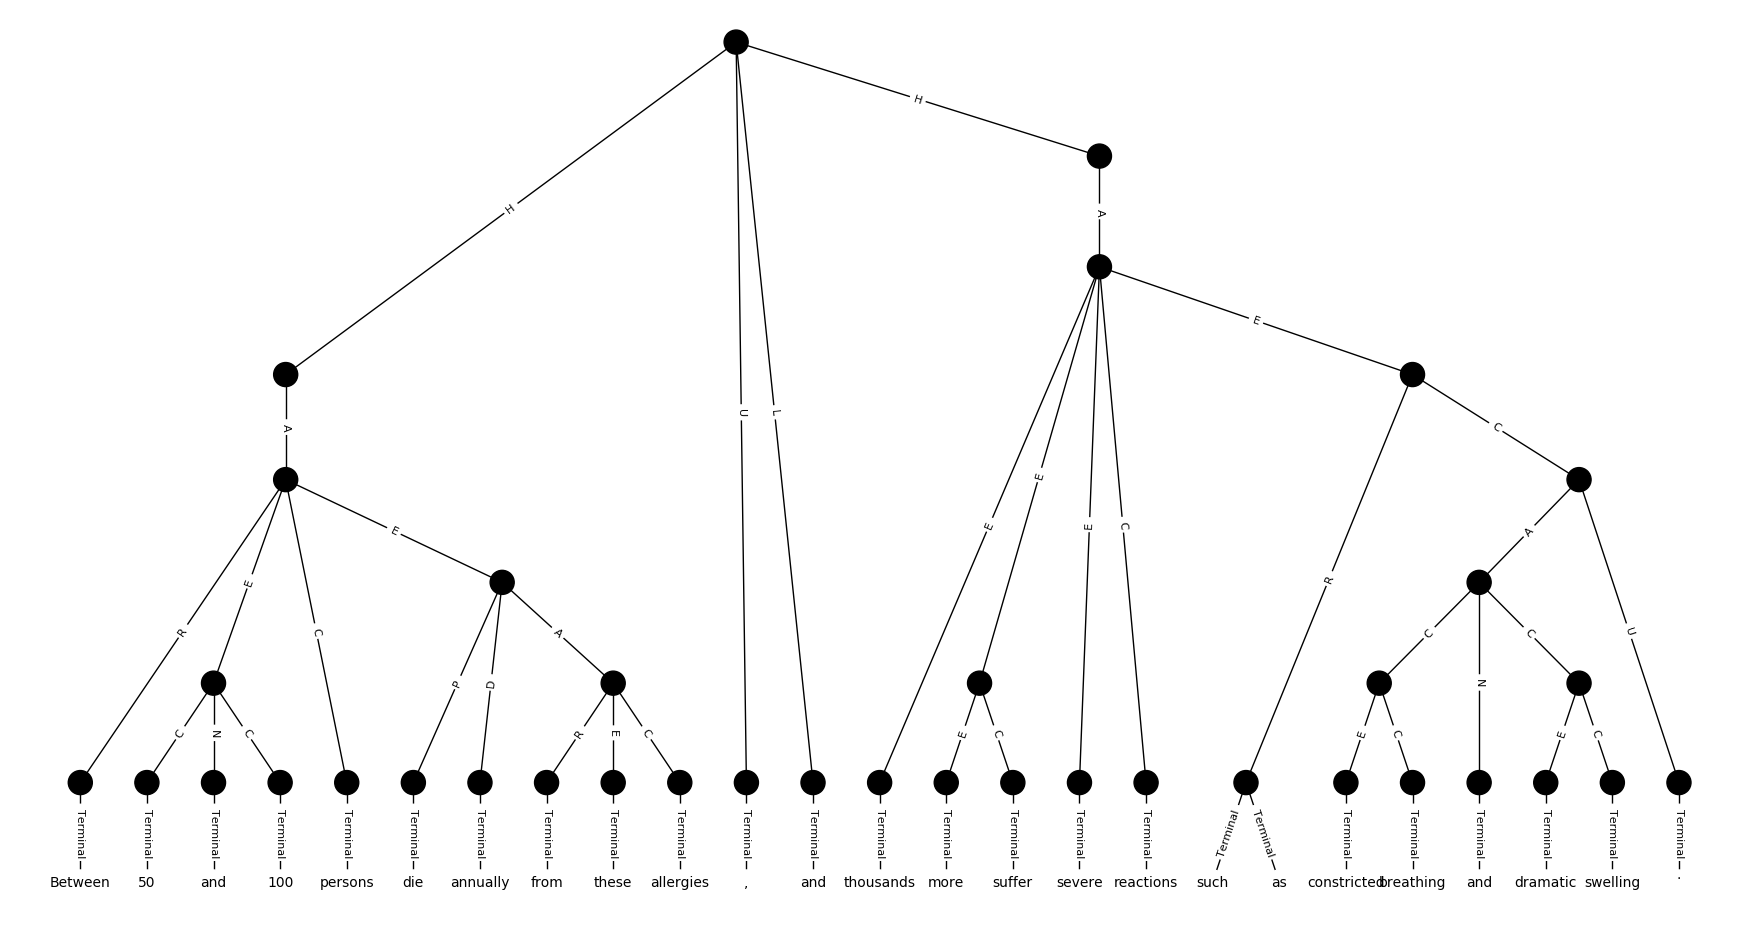 H
H
A
A
E
E
C
U
L
E
E
A
E
E
C
R
R
C
C
C
U
A
P
D
N
C
N
C
R
E
C
E
C
E
C
E
C
Terminal Terminal Terminal Terminal Terminal Terminal Terminal Terminal Terminal Terminal Terminal Terminal Terminal Terminal Terminal Terminal Terminal Terminal Terminal Terminal Terminal Terminal Terminal Terminal Terminal
Between 50 and 100 persons die annually from these allergies , and thousands more suffer severe reactions such as constricted breathing and dramatic swelling .